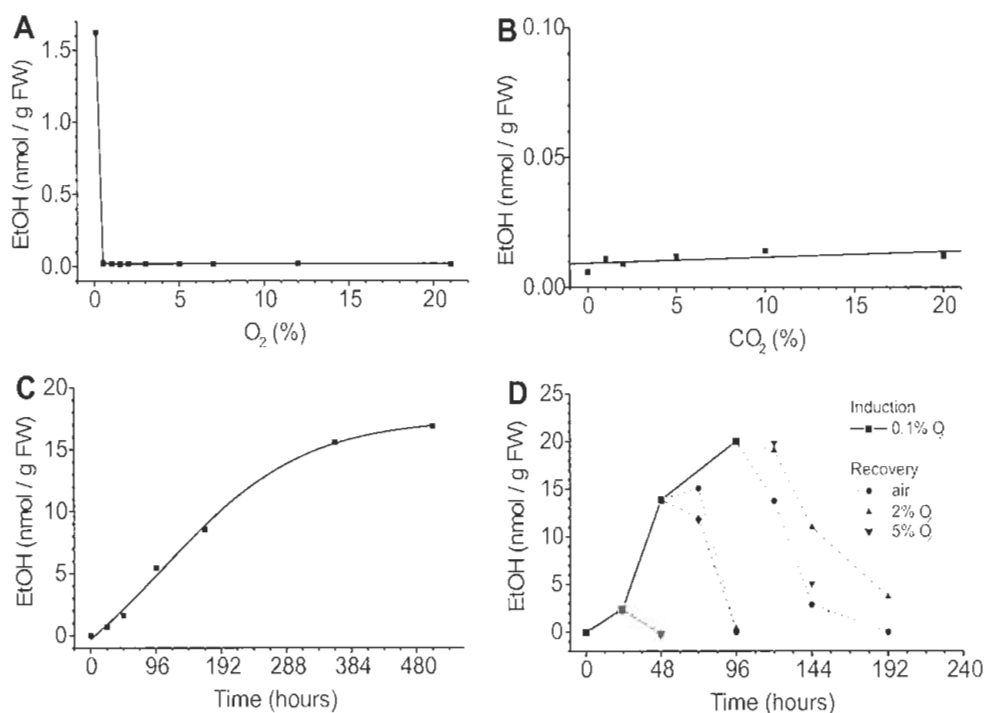 A
EtOH (nmol / g FW)
1.5
1.0
0.5
0.0
0 5 10 15 20
O2 (%)
B
EtOH (nmol / g FW)
0.10
0.05
0.00
0 5 10 15 20
CO2 (%)
C
EtOH (nmol / g FW)
20
15
10
5
0
0 96 192 288 384 480
Time (hours)
D
EtOH (nmol / g FW)
25
20
15
10
5
0
0 48 96 144 192 240
Time (hours)
Induction
0.1% O2
Recovery
air
2% O2
5% O2